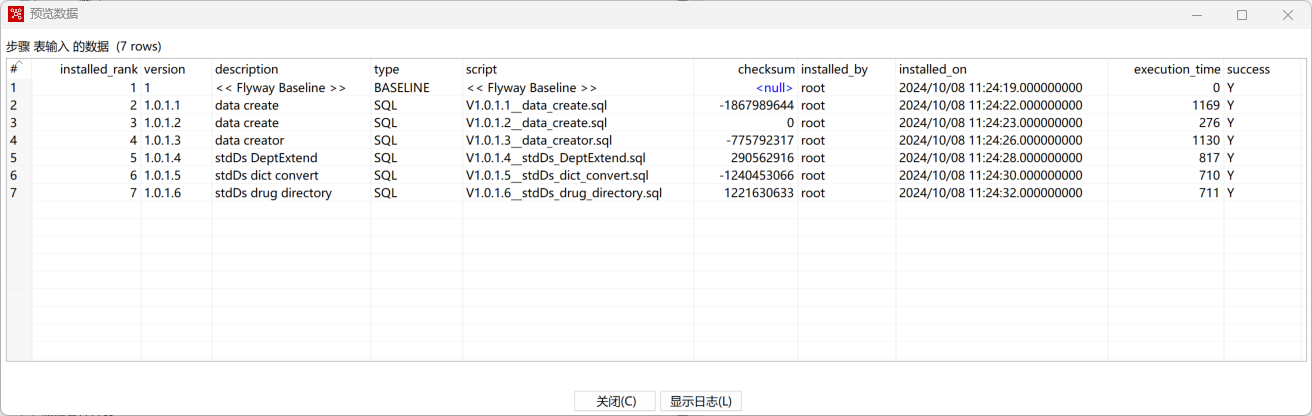 预览数据
步骤 表输入 的数据  (7 rows)
# installed_rank version description type script checksum installed_by installed_on execution_time success
1 1 1 << Flyway Baseline >> BASELINE << Flyway Baseline >> <null> root 2024/10/08 11:24:19.000000000 0 Y
2 2 1.0.1.1 data create SQL V1.0.1.1__data_create.sql -1867989644 root 2024/10/08 11:24:22.000000000 1169 Y
3 3 1.0.1.2 data create SQL V1.0.1.2__data_create.sql 0 root 2024/10/08 11:24:23.000000000 276 Y
4 4 1.0.1.3 data creator SQL V1.0.1.3__data_creator.sql -775792317 root 2024/10/08 11:24:26.000000000 1130 Y
5 5 1.0.1.4 stdDs DeptExtend SQL V1.0.1.4__stdDs_DeptExtend.sql 290562916 root 2024/10/08 11:24:28.000000000 817 Y
6 6 1.0.1.5 stdDs dict convert SQL V1.0.1.5__stdDs_dict_convert.sql -1240453066 root 2024/10/08 11:24:30.000000000 710 Y
7 7 1.0.1.6 stdDs drug directory SQL V1.0.1.6__stdDs_drug_directory.sql 1221630633 root 2024/10/08 11:24:32.000000000 711 Y
关闭(C) 显示日志(L)